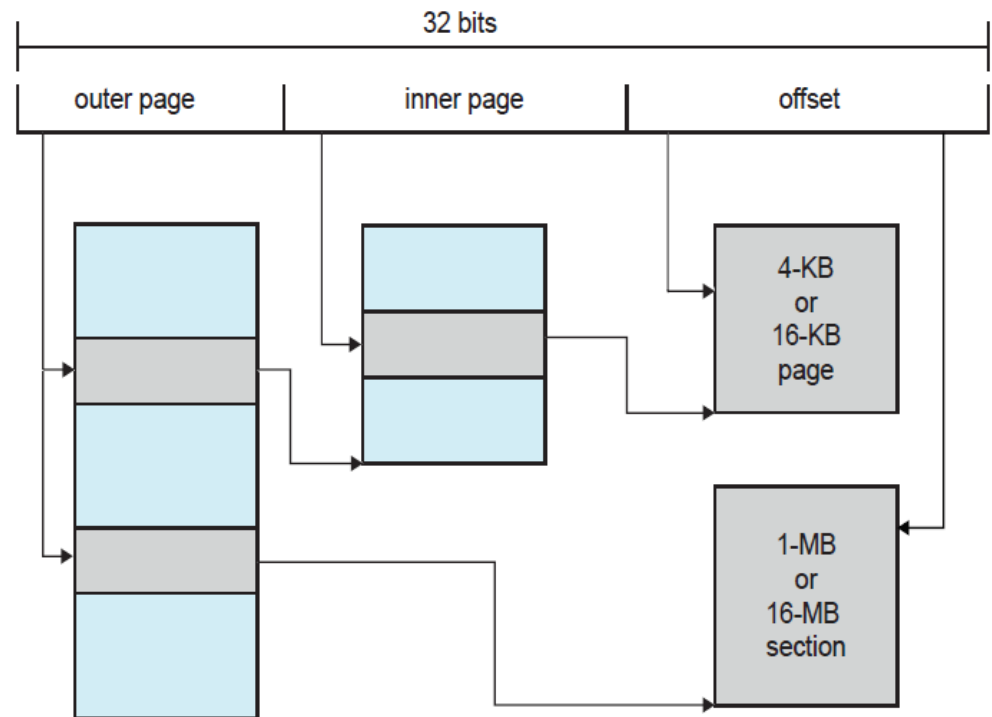 32 bits
outer page
inner page
offset
4-KB
or
16-KB
page
1-MB
or
16-MB
section